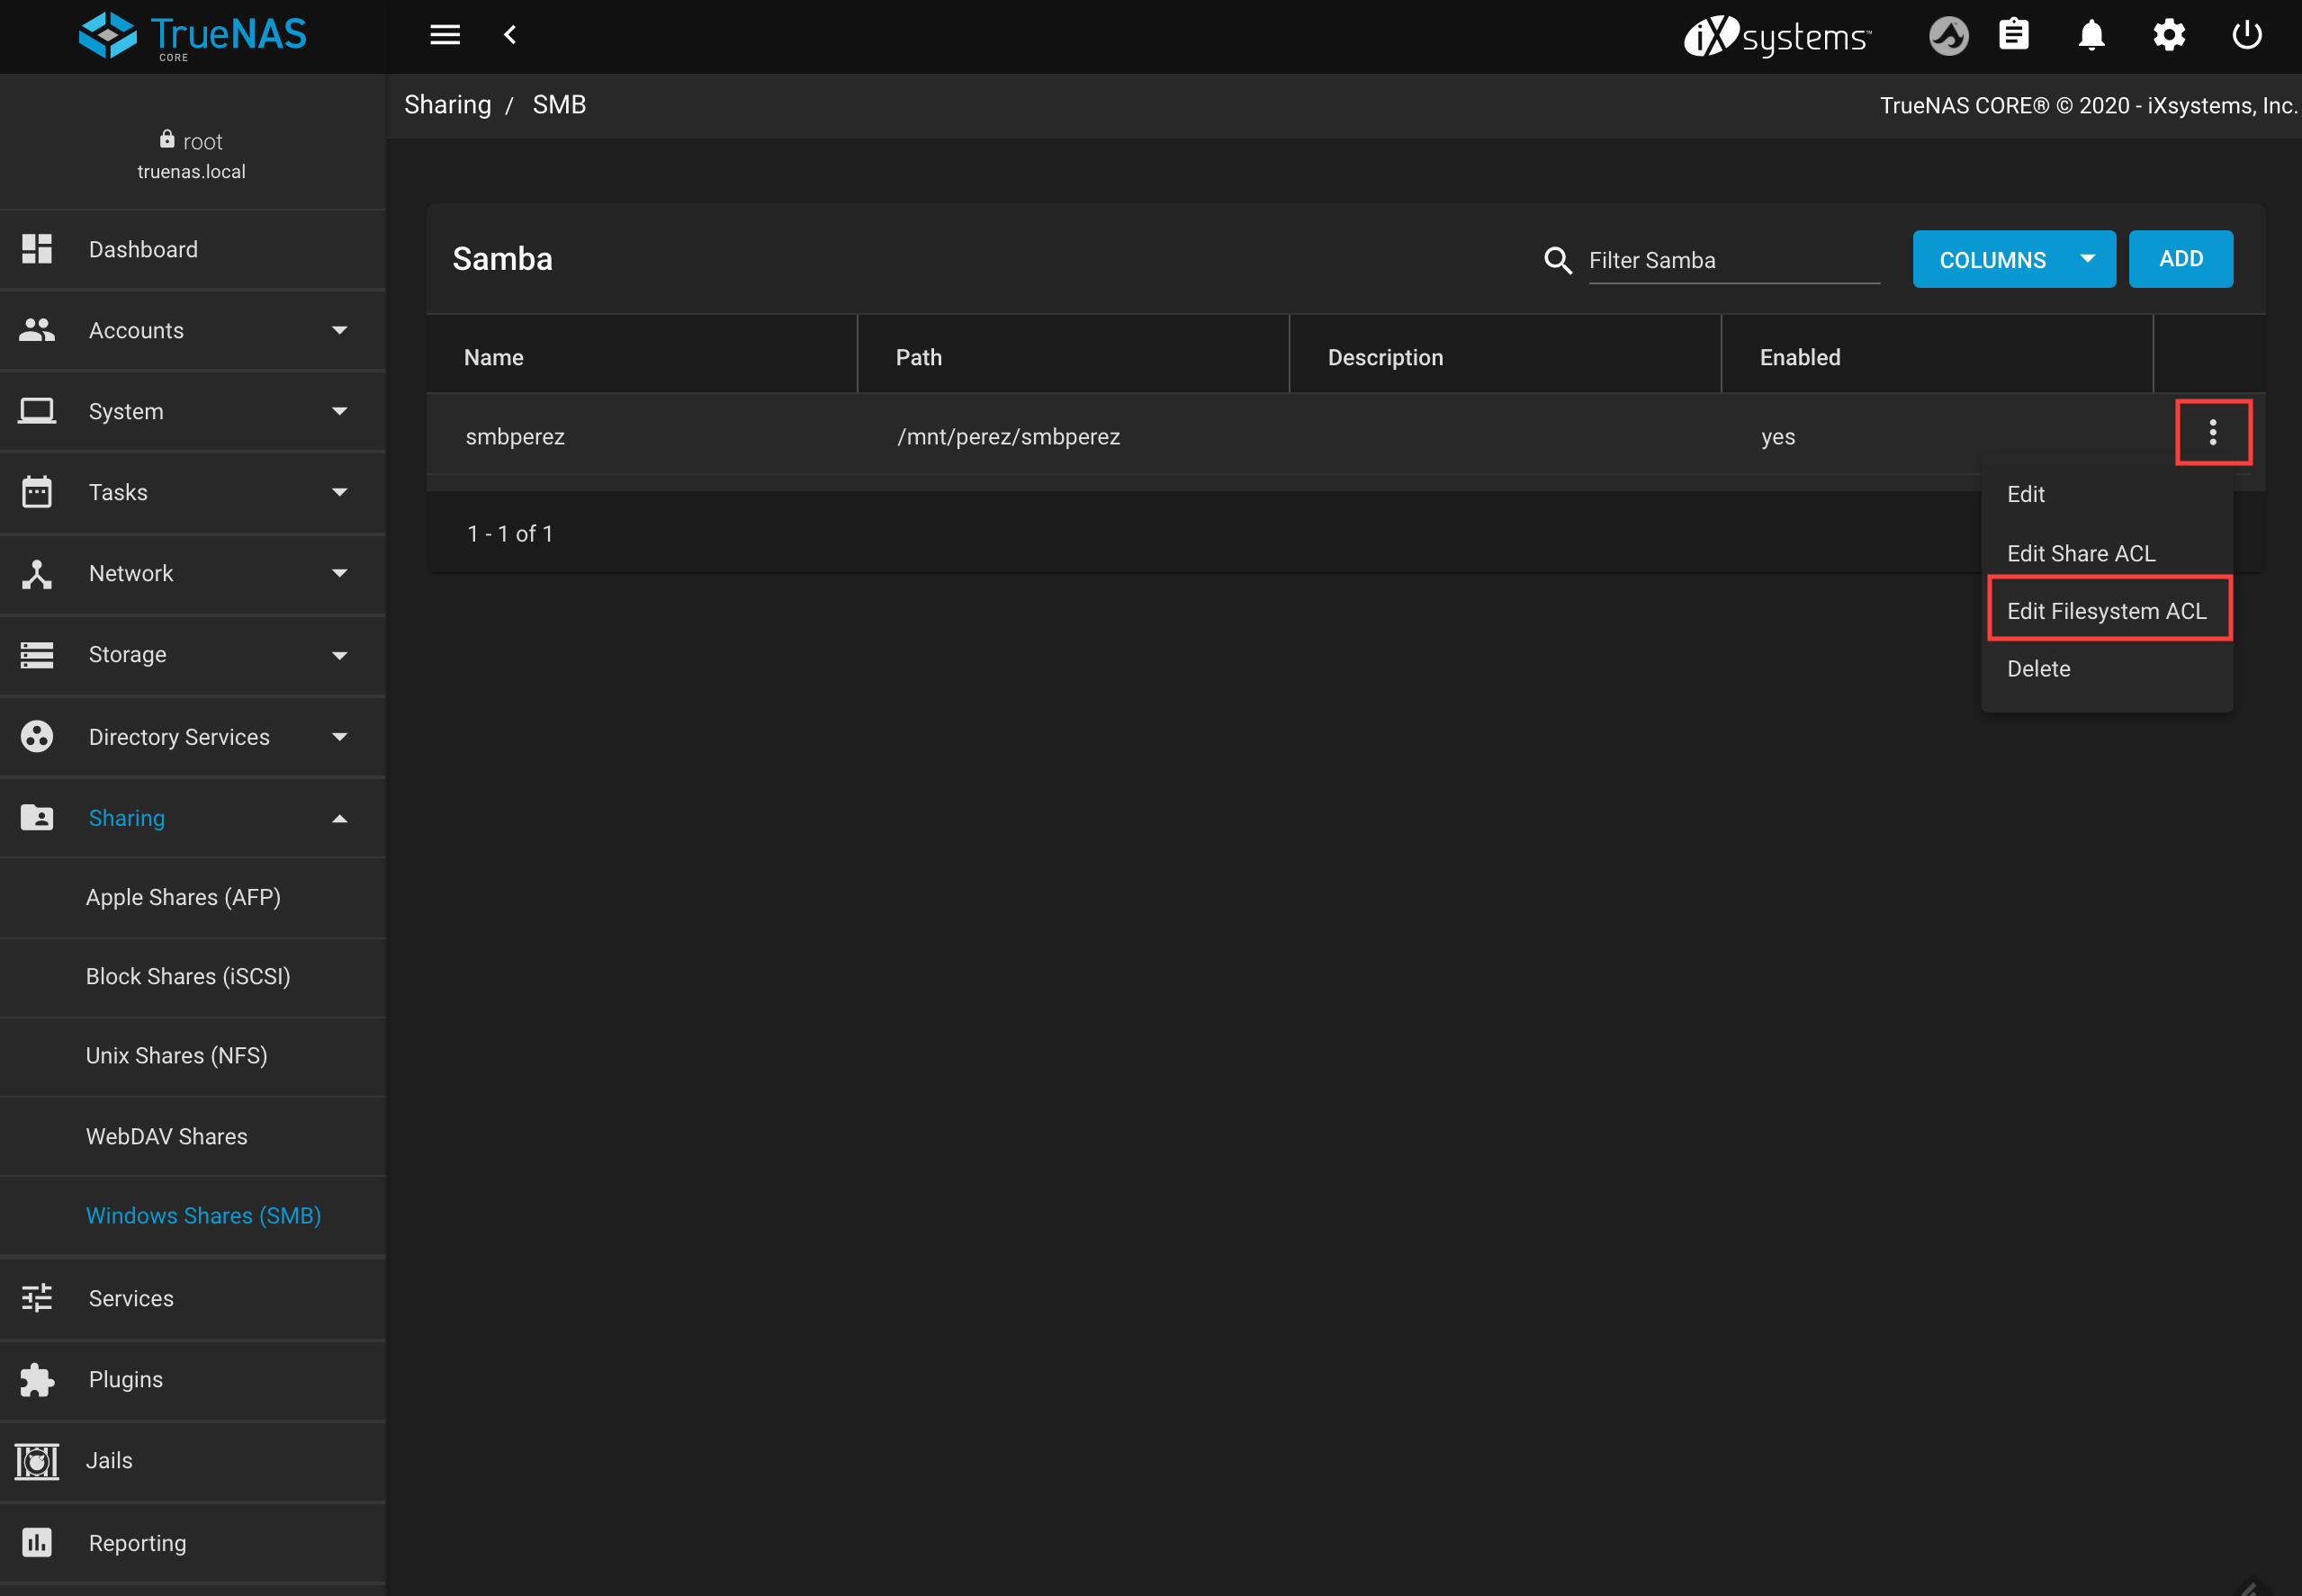 TrueNAS
CORE
iXsystems™
root
truenas.local
Sharing / SMB
TrueNAS CORE® © 2020 - iXsystems, Inc.
Dashboard
Accounts
System
Tasks
Network
Storage
Directory Services
Sharing
Apple Shares (AFP)
Block Shares (iSCSI)
Unix Shares (NFS)
WebDAV Shares
Windows Shares (SMB)
Services
Plugins
Jails
Reporting
Samba
Filter Samba
COLUMNS
ADD
Name Path Description Enabled
smbperez /mnt/perez/smbperez yes
1 - 1 of 1
Edit
Edit Share ACL
Edit Filesystem ACL
Delete